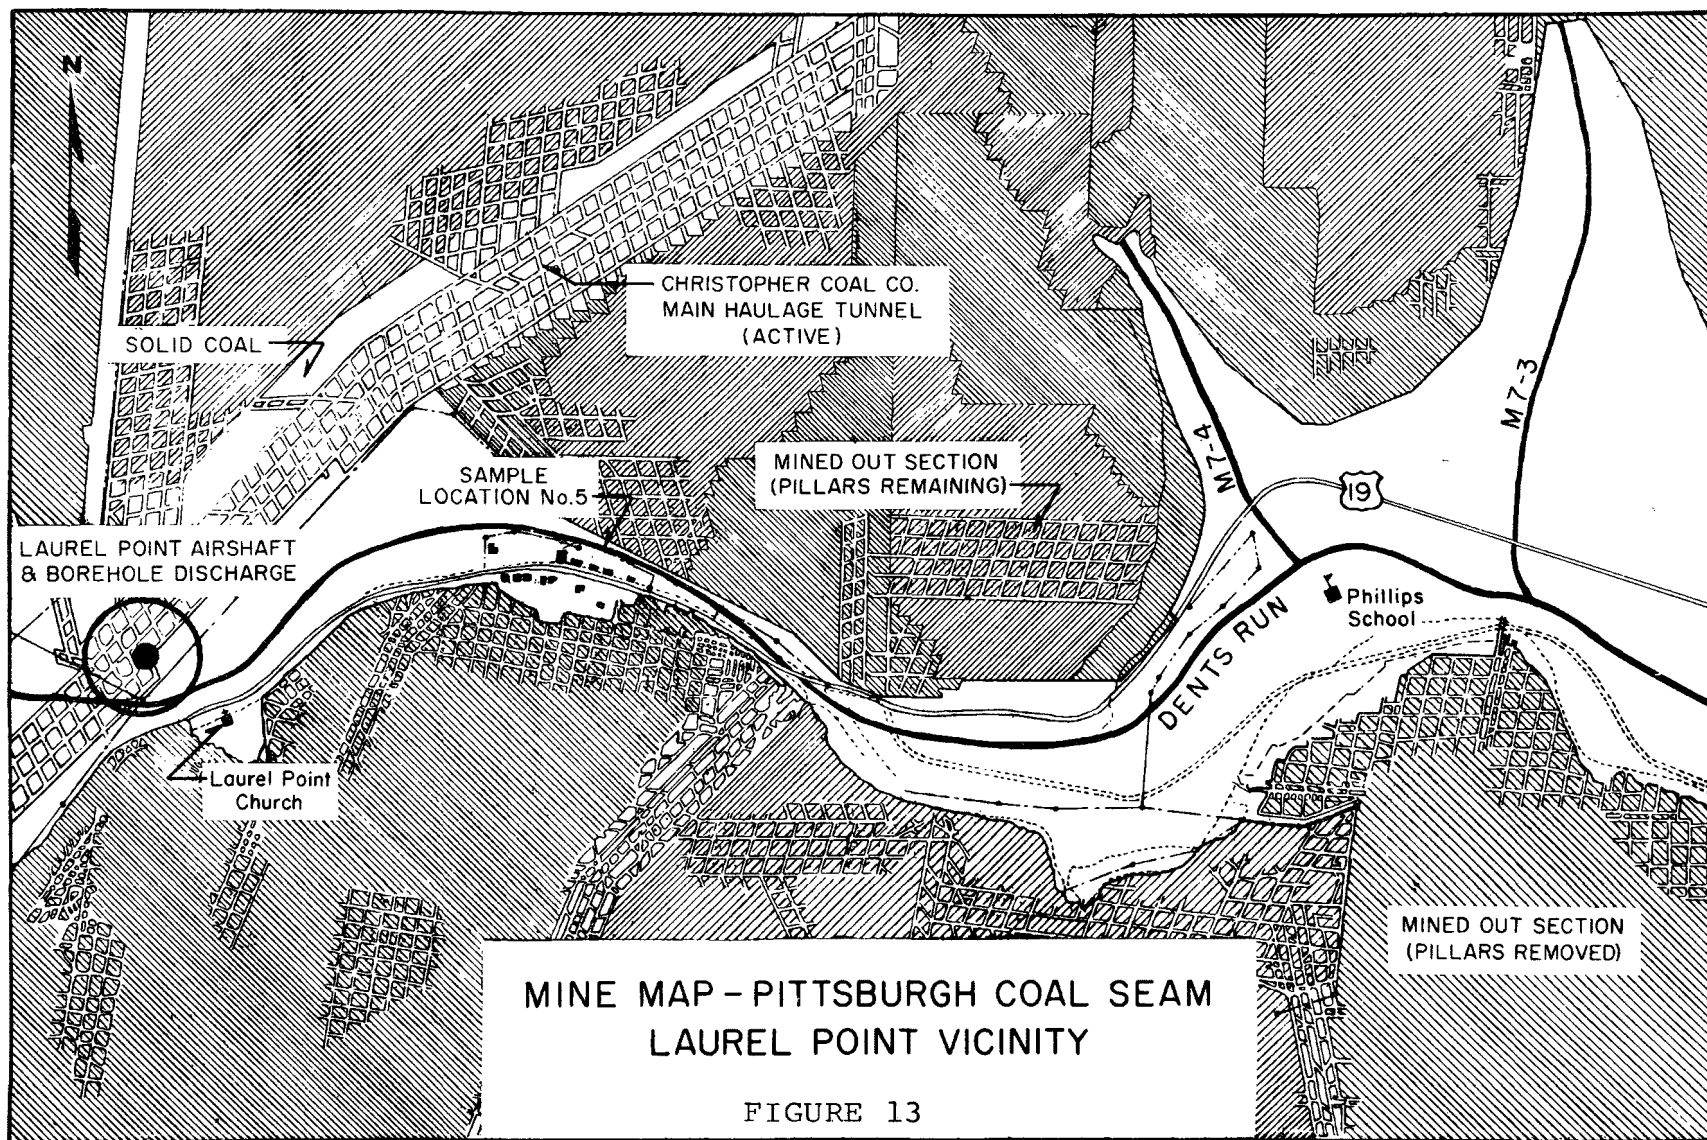 N
CHRISTOPHER COAL CO.
MAIN HAULAGE TUNNEL
(ACTIVE)
SOLID COAL
M7-3
M7-4
SAMPLE
LOCATION No.5
MINED OUT SECTION
(PILLARS REMAINING)
19
LAUREL POINT AIRSHAFT
& BOREHOLE DISCHARGE
Phillips
School
DENTS RUN
Laurel Point
Church
MINED OUT SECTION
(PILLARS REMOVED)
MINE MAP-PITTSBURGH COAL SEAM
LAUREL POINT VICINITY
FIGURE 13